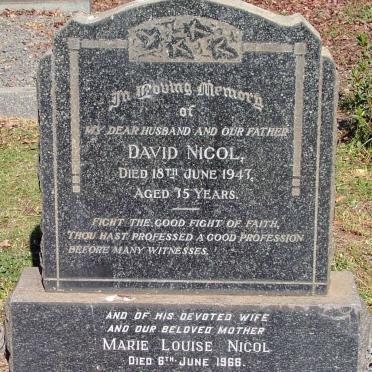 In Loving Memory
of
MY DEAR HUSBAND AND OUR FATHER
DAVID NICOL,
DIED 18TH JUNE 1947,
AGED 75 YEARS.
FIGHT THE GOOD FIGHT OF FAITH,
THOU HAST PROFESSED A GOOD PROFESSION
BEFORE MANY WITNESSES.
AND OF HIS DEVOTED WIFE
AND OUR BELOVED MOTHER
MARIE LOUISE NICOL
DIED 6TH JUNE 1966.